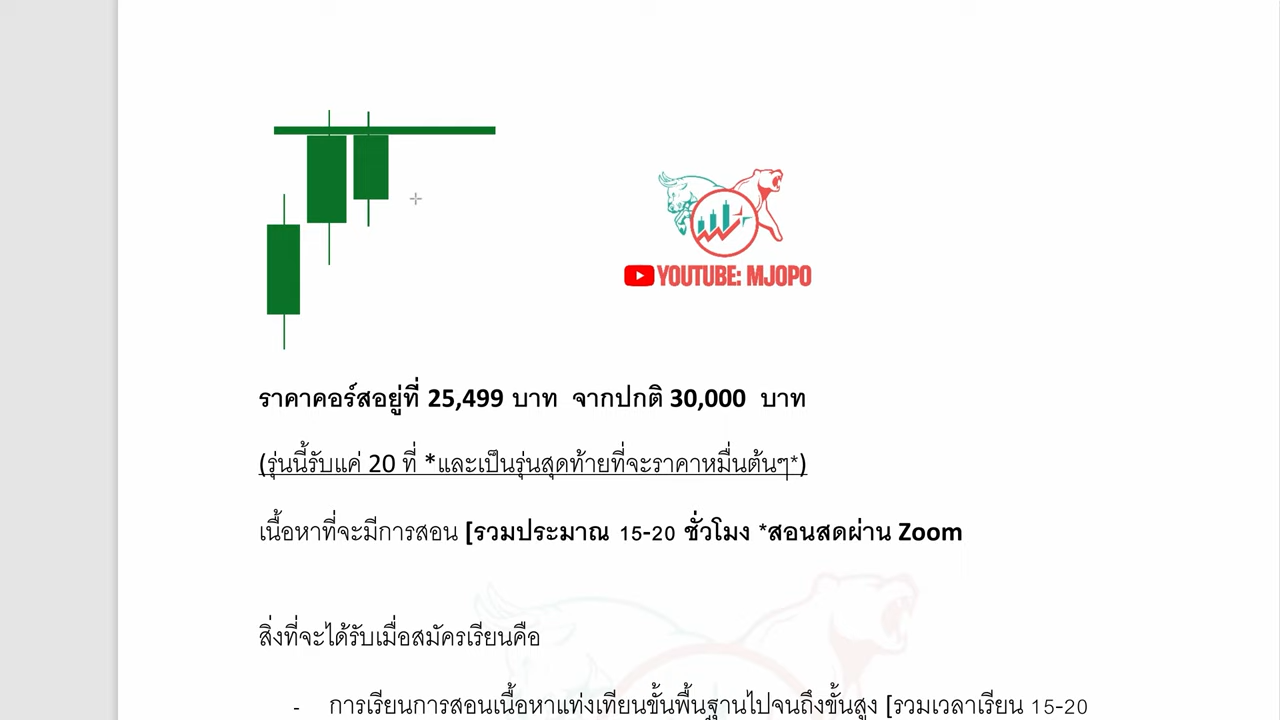 YOUTUBE: MJOPO
ราคาคอร์สอยู่ที่ 25,499 บาท จากปกติ 30,000 บาท
(รุ่นนี้รับแค่ 20 ที่ *และเป็นรุ่นสุดท้ายที่จะราคาหมื่นต้นๆ*)
เนื้อหาที่จะมีการสอน [รวมประมาณ 15-20 ชั่วโมง *สอนสดผ่าน Zoom
สิ่งที่จะได้รับเมื่อสมัครเรียนคือ
- การเรียนการสอนเนื้อหาแท่งเทียนขั้นพื้นฐานไปจนถึงขั้นสูง [รวมเวลาเรียน 15-20